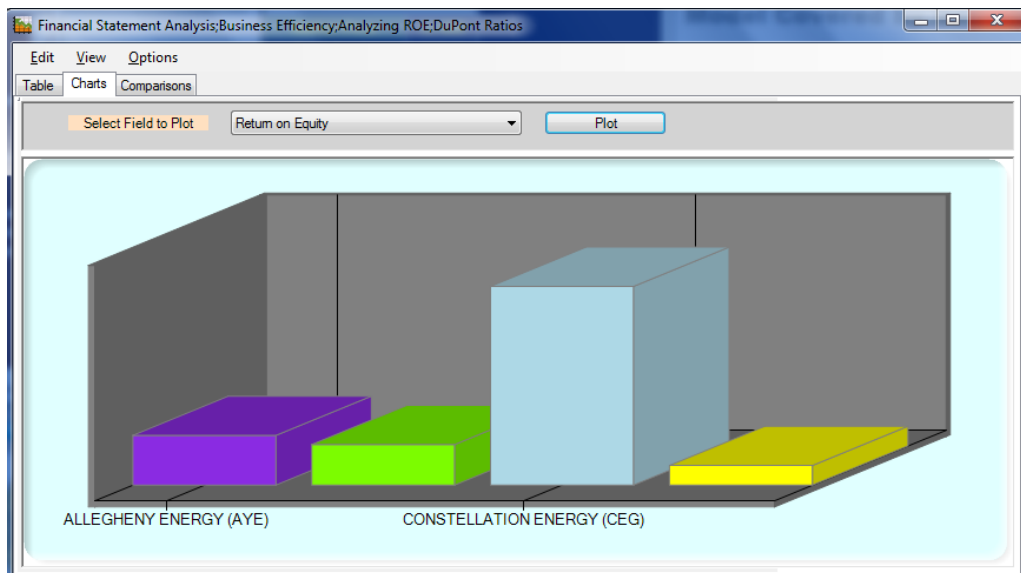 Financial Statement Analysis;Business Efficiency;Analyzing ROE;DuPont Ratios
Edit View Options
Table Charts Comparisons
Select Field to Plot Return on Equity Plot
ALLEGHENY ENERGY (AYE) CONSTELLATION ENERGY (CEG)